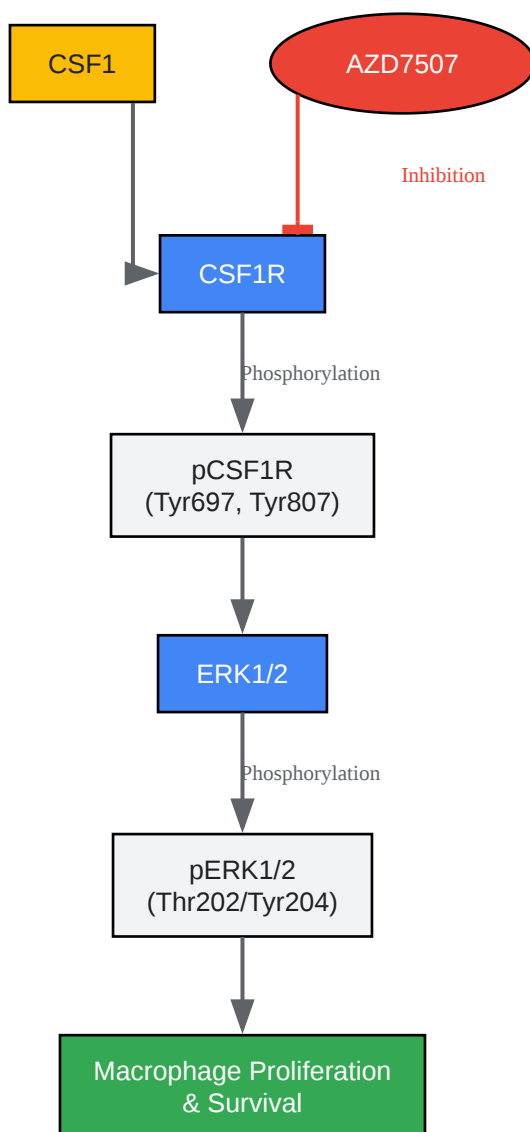 CSF1
AZD7507
Inhibition
CSF1R
Phosphorylation
pCSF1R
(Tyr697, Tyr807)
ERK1/2
Phosphorylation
pERK1/2
(Thr202/Tyr204)
Macrophage Proliferation
& Survival